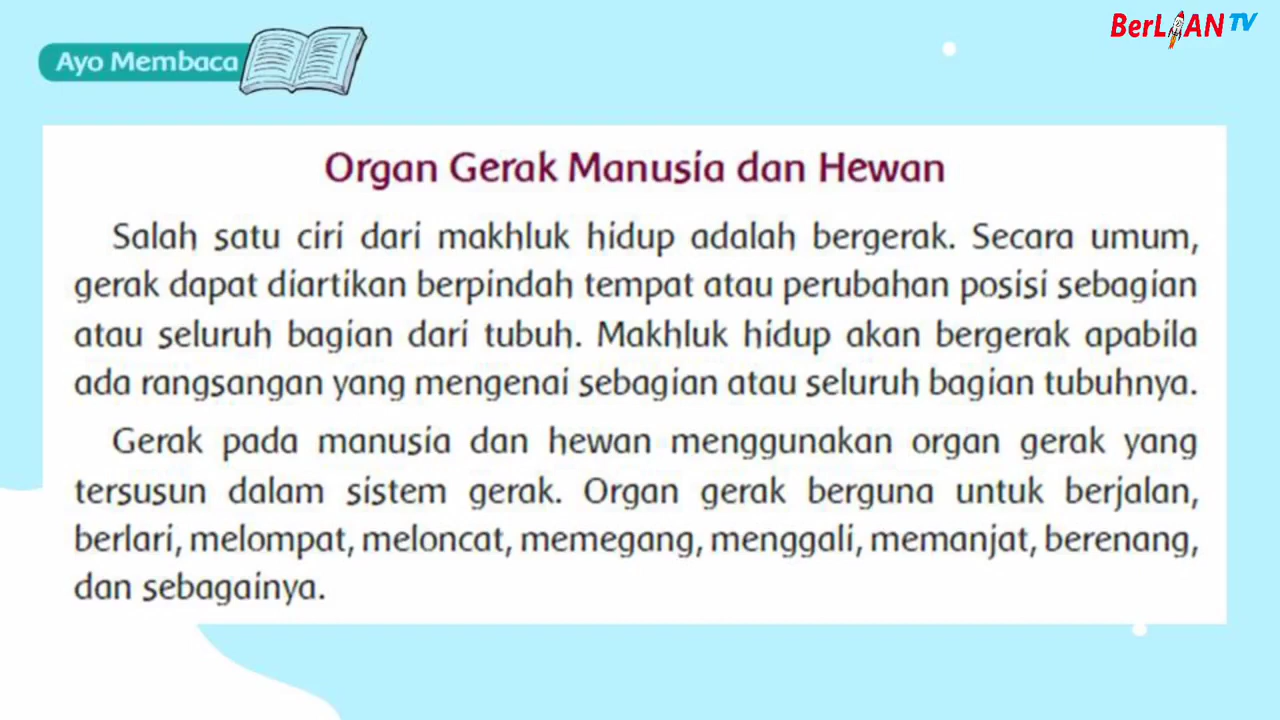 BerLIAN TV
Ayo Membaca
Organ Gerak Manusia dan Hewan
Salah satu ciri dari makhluk hidup adalah bergerak. Secara umum,
gerak dapat diartikan berpindah tempat atau perubahan posisi sebagian
atau seluruh bagian dari tubuh. Makhluk hidup akan bergerak apabila
ada rangsangan yang mengenai sebagian atau seluruh bagian tubuhnya.
Gerak pada manusia dan hewan menggunakan organ gerak yang
tersusun dalam sistem gerak. Organ gerak berguna untuk berjalan,
berlari, melompat, meloncat, memegang, menggali, memanjat, berenang,
dan sebagainya.